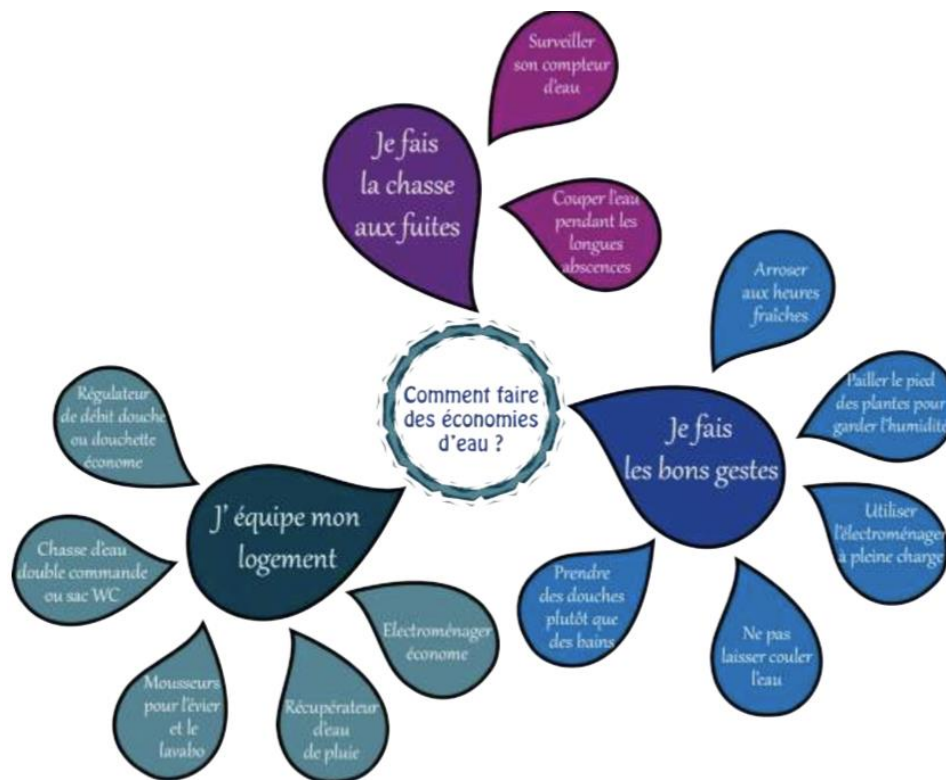 Comment faire
des économies
d'eau ?
Je fais
la chasse
aux fuites
Surveiller
son compteur
d'eau
Couper l'eau
pendant les
longues
abscences
Je fais
les bons gestes
Arroser
aux heures
fraîches
Pailler le pied
des plantes pour
garder l'humidité
Utiliser
l'électroménager
à pleine charge
Ne pas
laisser couler
l'eau
Prendre
des douches
plutôt que
des bains
J' équipe mon
logement
Electroménager
économe
Récupérateur
d'eau
de pluie
Mousseurs
pour l'évier
et le
lavabo
Chasse d'eau
double commande
ou sac WC
Régulateur
de débit douche
ou douchette
économe